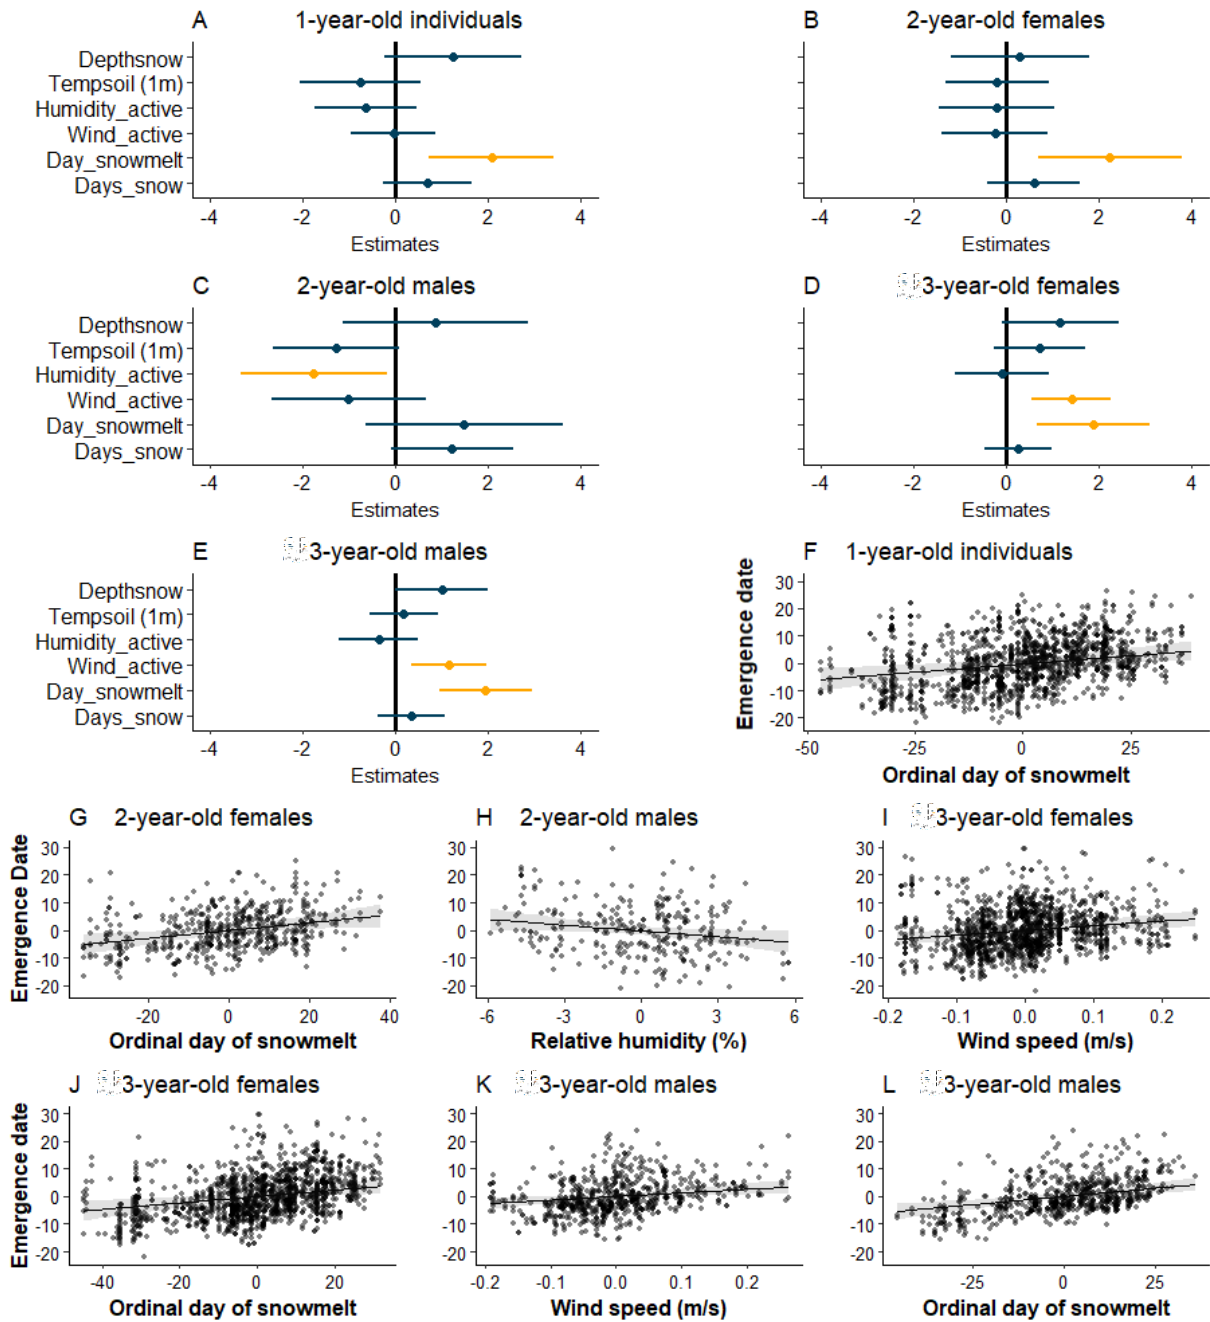 A 1-year-old individuals
Depthsnow
Tempsoil (1m)
Humidity_active
Wind_active
Day_snowmelt
Days_snow
-4 -2 0 2 4
Estimates
B 2-year-old females
-4 -2 0 2 4
Estimates
C 2-year-old males
Depthsnow
Tempsoil (1m)
Humidity_active
Wind_active
Day_snowmelt
Days_snow
-4 -2 0 2 4
Estimates
D 3-year-old females
-4 -2 0 2 4
Estimates
E 3-year-old males
Depthsnow
Tempsoil (1m)
Humidity_active
Wind_active
Day_snowmelt
Days_snow
-4 -2 0 2 4
Estimates
F 1-year-old individuals
Emergence date
30
20
10
0
-10
-20
-50 -25 0 25
Ordinal day of snowmelt
G 2-year-old females
Emergence Date
30
20
10
0
-10
-20
-20 0 20 40
Ordinal day of snowmelt
H 2-year-old males
30
20
10
0
-10
-20
-6 -3 0 3 6
Relative humidity (%)
I 3-year-old females
30
20
10
0
-10
-20
-0.2 -0.1 0.0 0.1 0.2
Wind speed (m/s)
J 3-year-old females
Emergence date
30
20
10
0
-10
-20
-40 -20 0 20
Ordinal day of snowmelt
K 3-year-old males
30
20
10
0
-10
-20
-0.2 -0.1 0.0 0.1 0.2
Wind speed (m/s)
L 3-year-old males
30
20
10
0
-10
-20
-25 0 25
Ordinal day of snowmelt